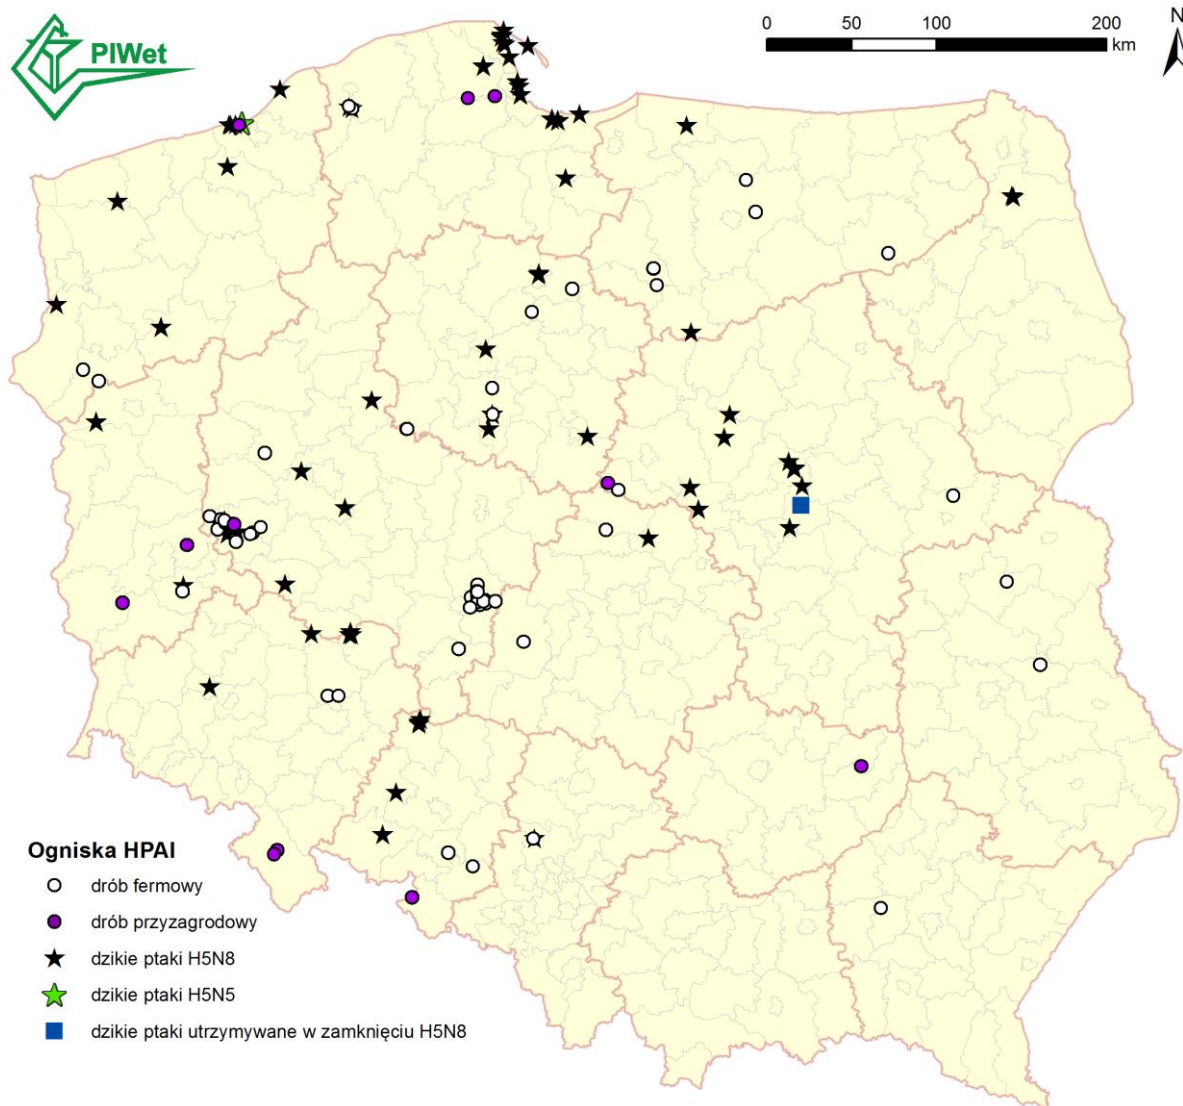 PIWet
0 50 100 200
km
N
Ogniska HPAI
drób fermowy
drób przyzagrodowy
dzikie ptaki H5N8
dzikie ptaki H5N5
dzikie ptaki utrzymywane w zamknięciu H5N8